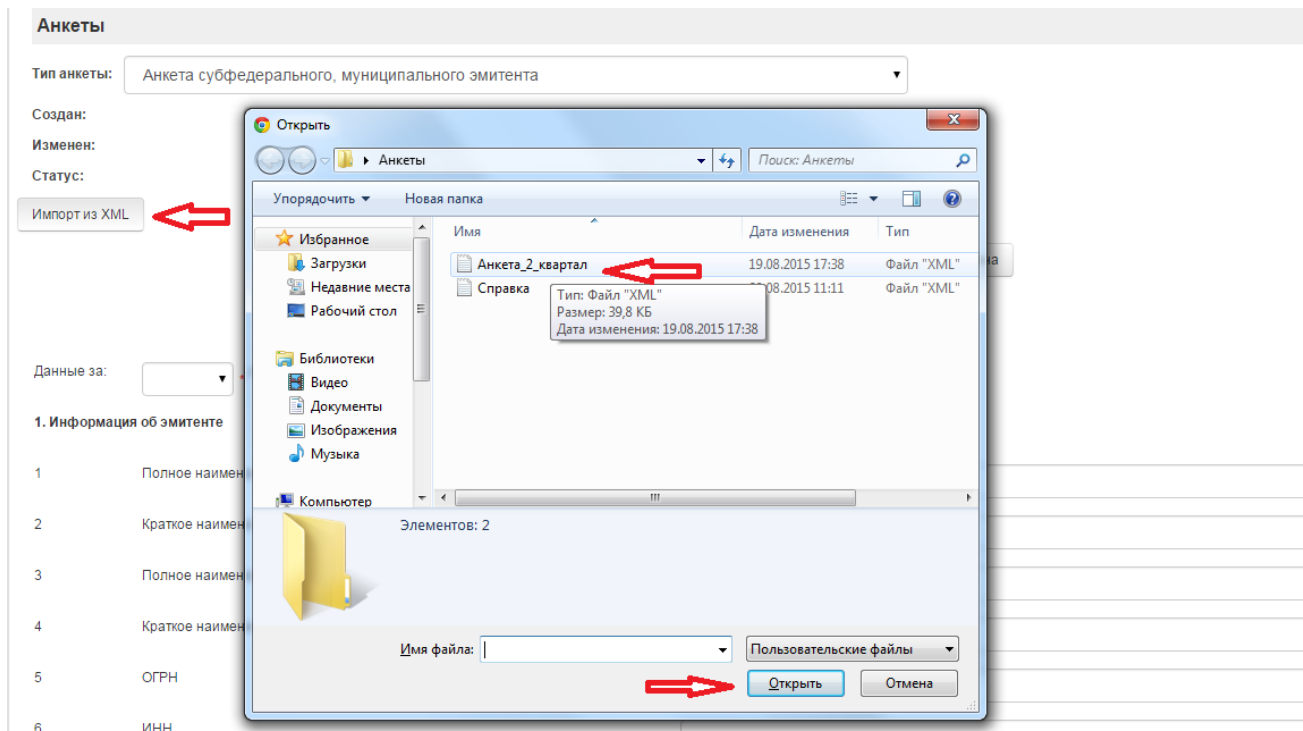 Анкеты
Тип анкеты: Анкета субфедерального, муниципального эмитента
Создан:
Изменен:
Статус:
Импорт из XML
Открыть
Анкеты
Поиск: Анкеты
Упорядочить
Новая папка
Избранное
Загрузки
Недавние места
Рабочий стол
Библиотеки
Видео
Документы
Изображения
Музыка
Компьютер
Имя Дата изменения Тип
Анкета_2_квартал 19.08.2015 17:38 Файл "XML"
Справка 08.2015 11:11 Файл "XML"
Тип: Файл "XML"
Размер: 39,8 КБ
Дата изменения: 19.08.2015 17:38
Элементов: 2
Имя файла:
Пользовательские файлы
Открыть
Отмена
Данные за:
1. Информация об эмитенте
1 Полное наимен
2 Краткое наимен
3 Полное наимен
4 Краткое наимен
5 ОГРН
6 ИНН